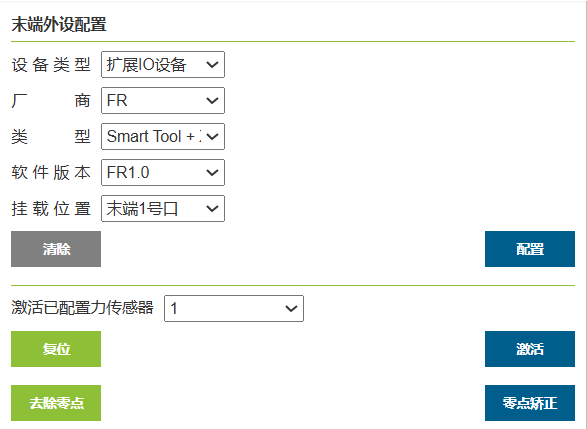 末端外设配置
设备类型 扩展IO设备
厂商 FR
类型 Smart Tool +
软件版本 FR1.0
挂载位置 末端1号口
清除 配置
激活已配置力传感器 1
复位 激活
去除零点 零点矫正